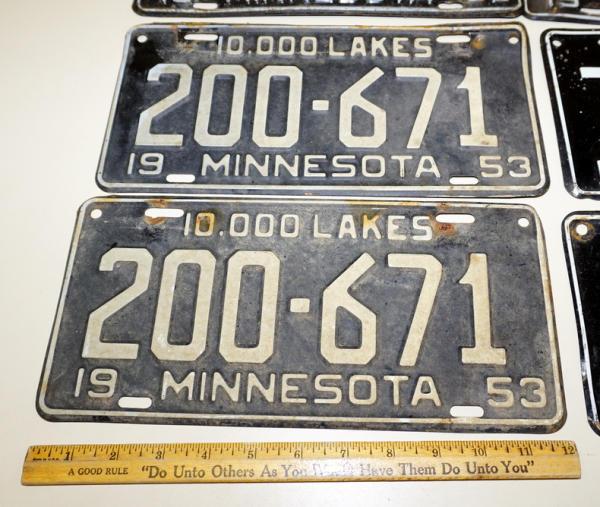 10,000 LAKES
200-671
19 MINNESOTA 53
10,000 LAKES
200-671
19 MINNESOTA 53
1 2 3 4 5 6 7 8 9 10 11 12
A GOOD RULE "Do Unto Others As You Would Have Them Do Unto You"